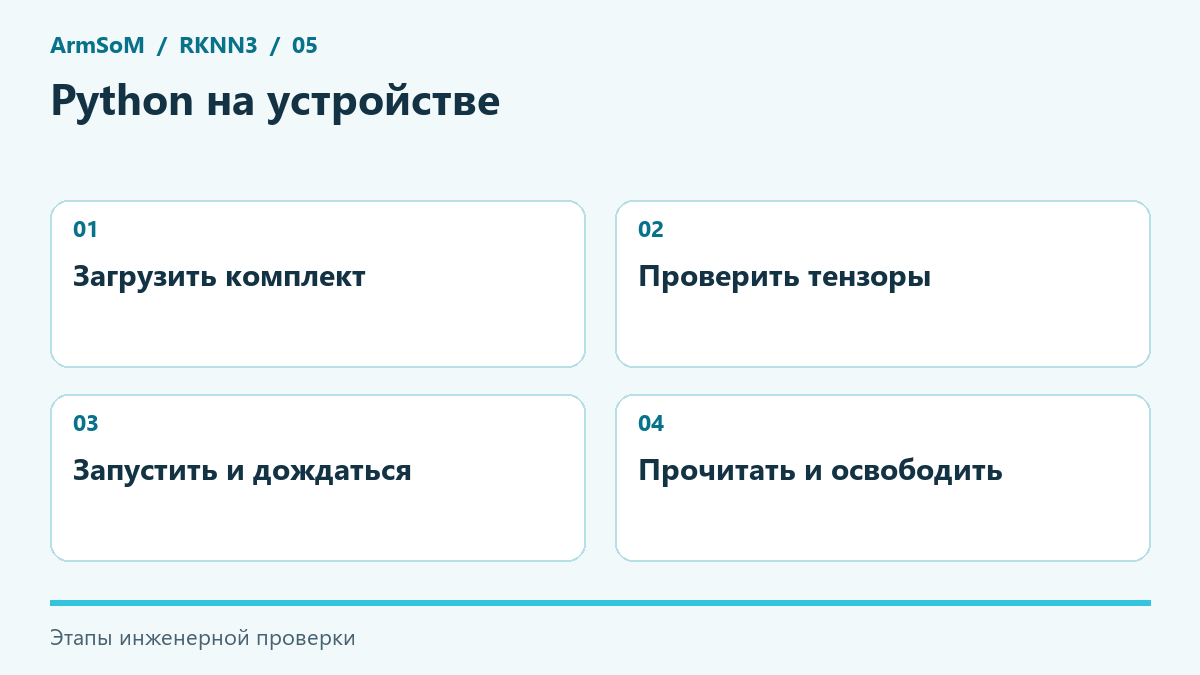 ArmSoM / RKNN3 / 05
Python на устройстве
01
Загрузить комплект
02
Проверить тензоры
03
Запустить и дождаться
04
Прочитать и освободить
Этапы инженерной проверки